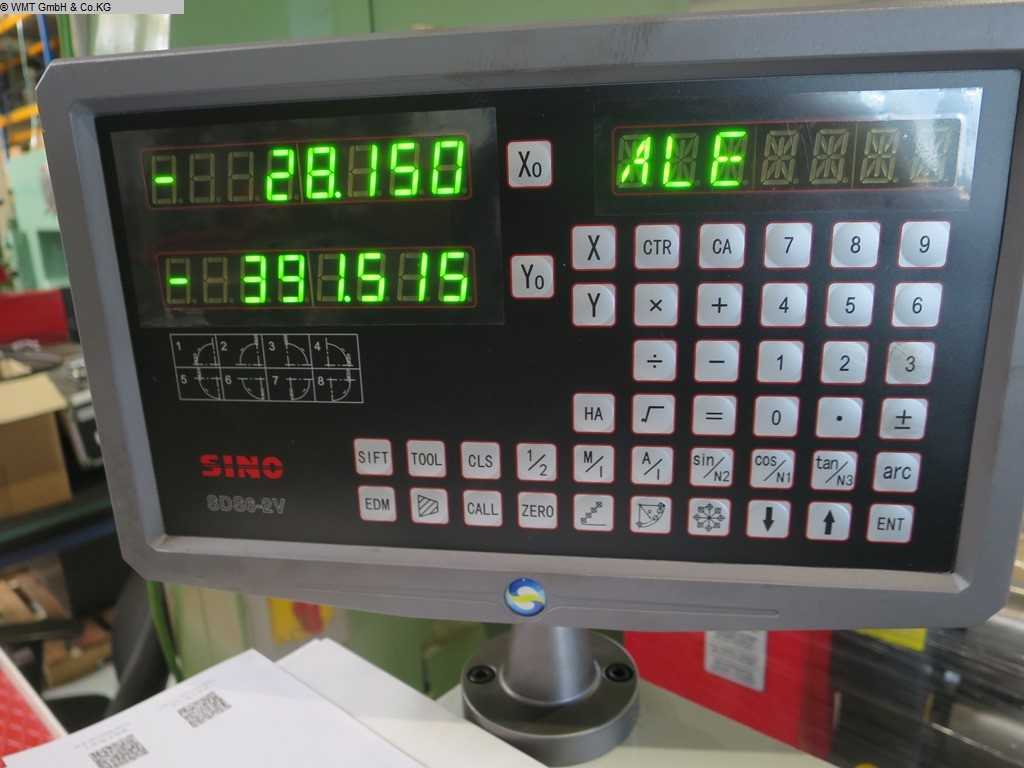 © WMT GmbH & Co.KG
- 28.150
X₀
ALE
- 391.515
Y₀
X CTR CA 7 8 9
Y × + 4 5 6
÷ − 1 2 3
HA √ = 0 • ±
1 2 3 4
5 6 7 8
SINO
SDS6-2V
SIFT TOOL CLS 1/2 M/I A/I sin/N2 cos/N1 tan/N3 arc
EDM CALL ZERO ↓ ↑ ENT